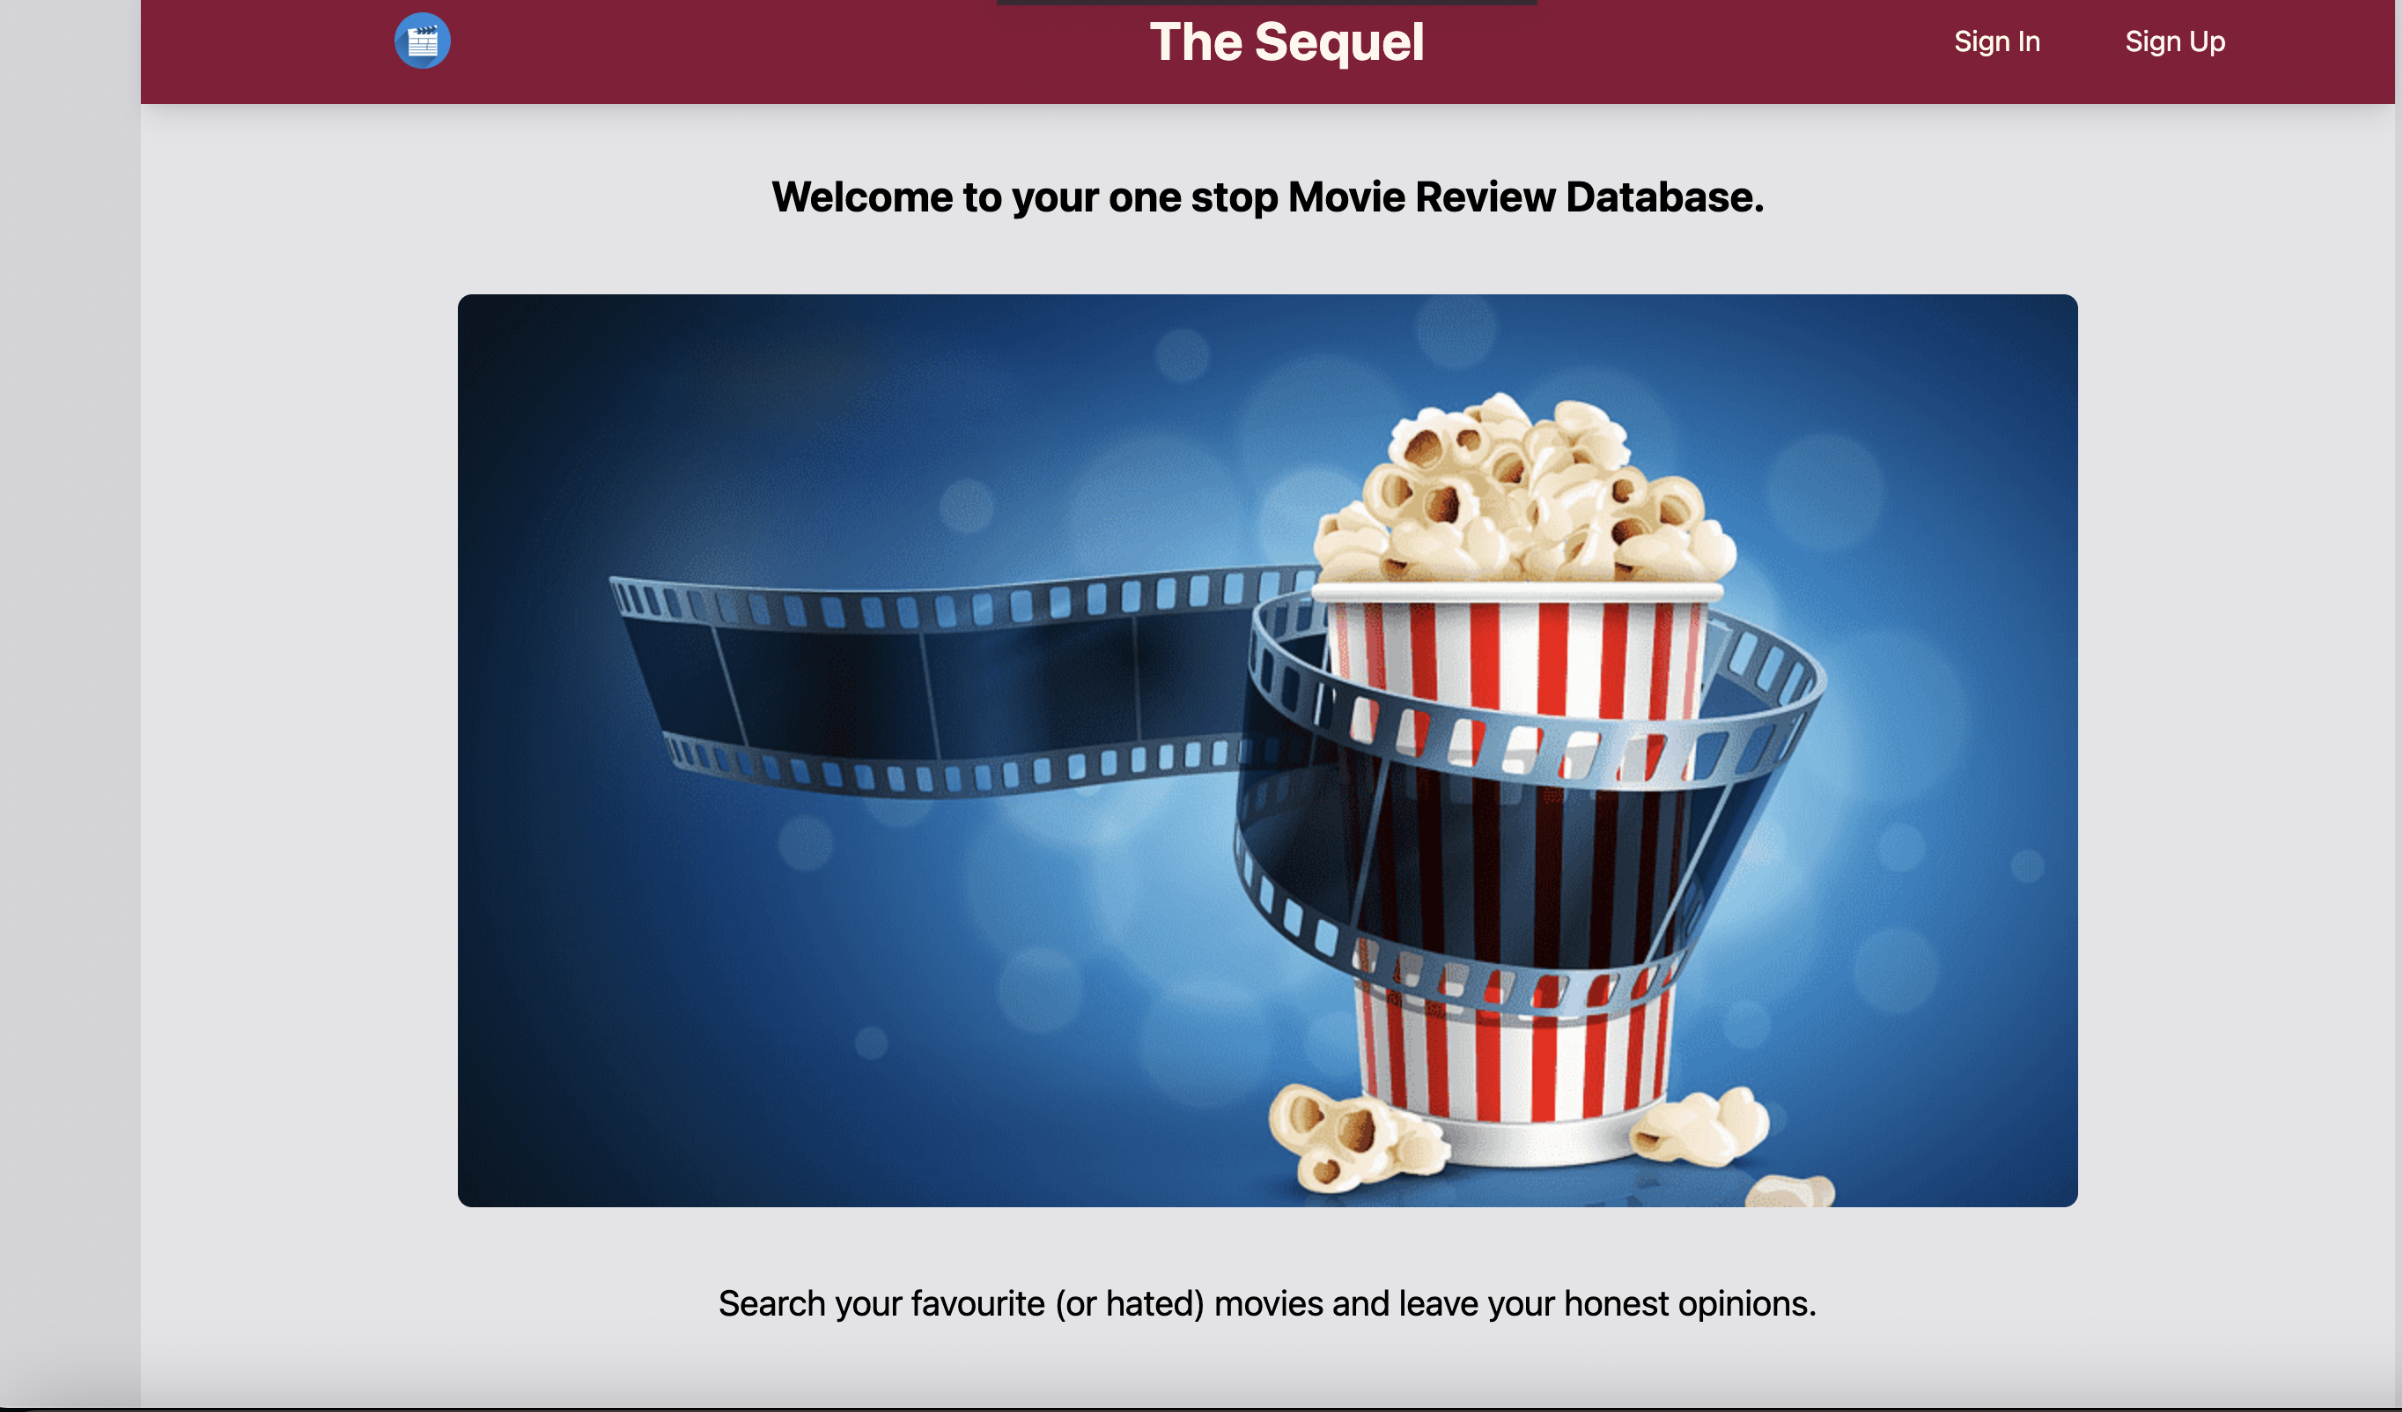 The Sequel
Sign In
Sign Up
Welcome to your one stop Movie Review Database.
Search your favourite (or hated) movies and leave your honest opinions.